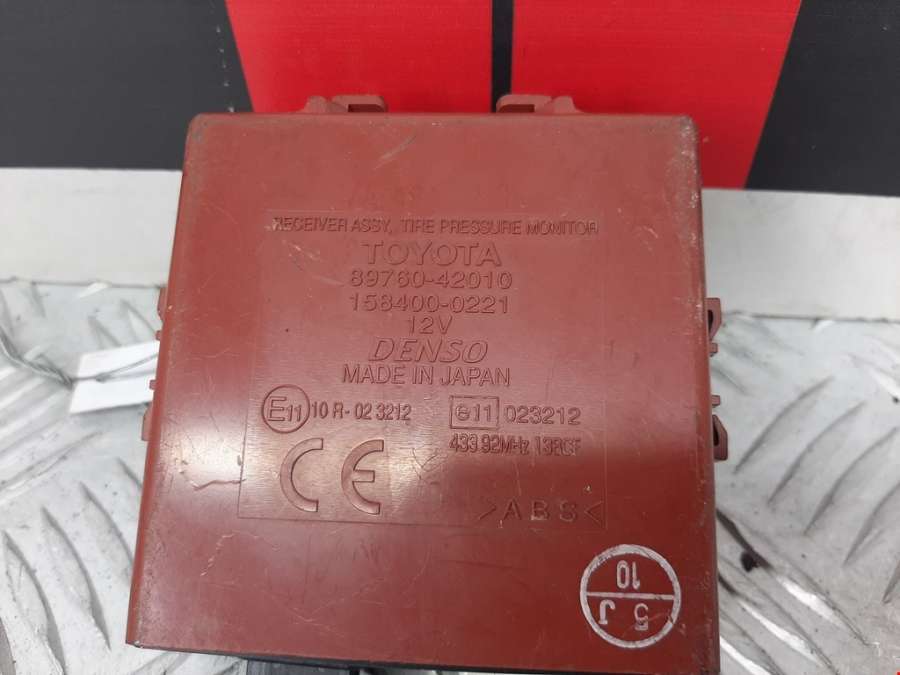 RECEIVER ASSY, TIRE PRESSURE MONITOR
TOYOTA
89760-42010
158400-0221
12V
DENSO
MADE IN JAPAN
E11 10 R-02 3212
e11 023212
433.92MHz
CE
>ABS<
5 J
10